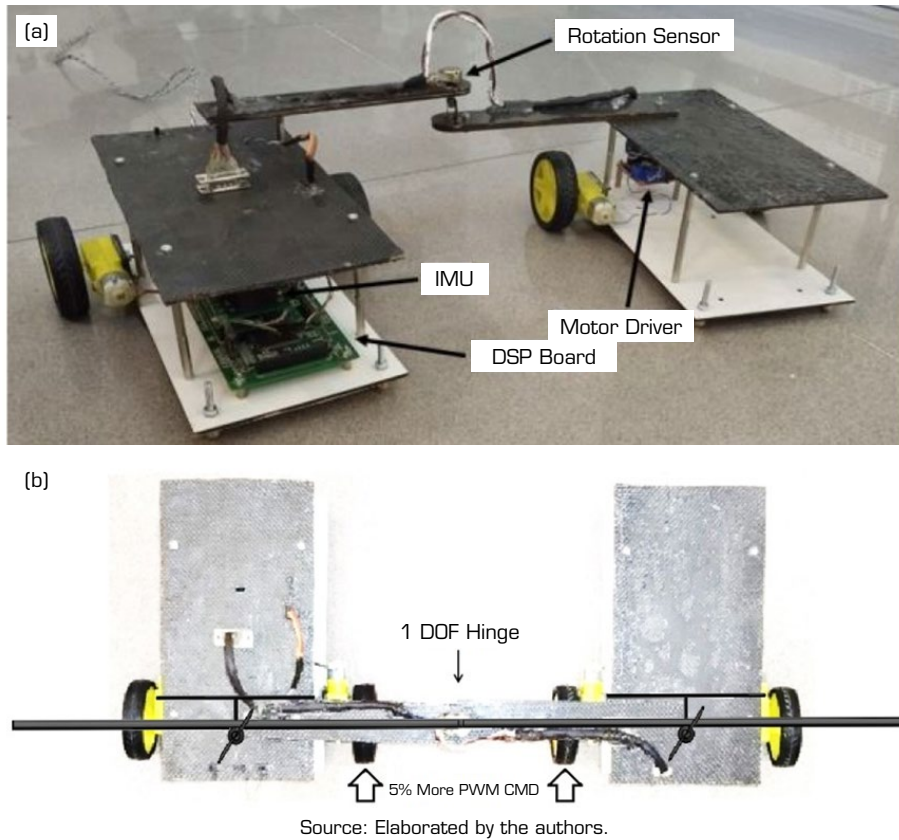 (a)
Rotation Sensor
IMU
Motor Driver
DSP Board
(b)
1 DOF Hinge
5% More PWM CMD
Source: Elaborated by the authors.